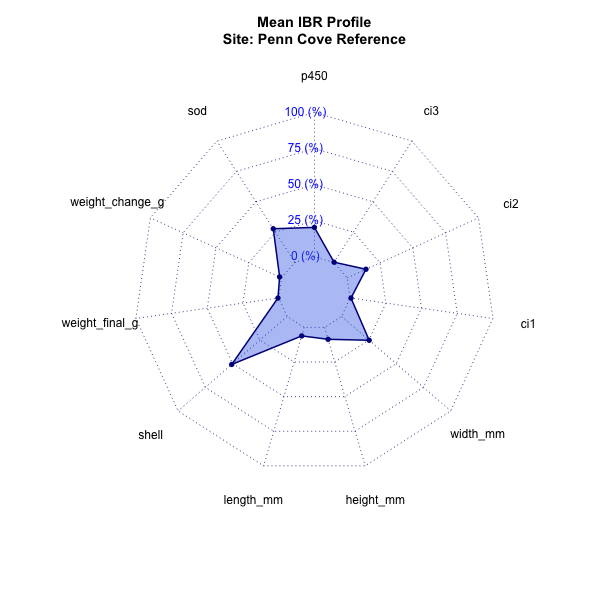 Mean IBR Profile
Site: Penn Cove Reference
p450
sod
ci3
100 (%)
75 (%)
weight_change_g
ci2
50 (%)
25 (%)
0 (%)
weight_final_g
ci1
shell
width_mm
length_mm
height_mm